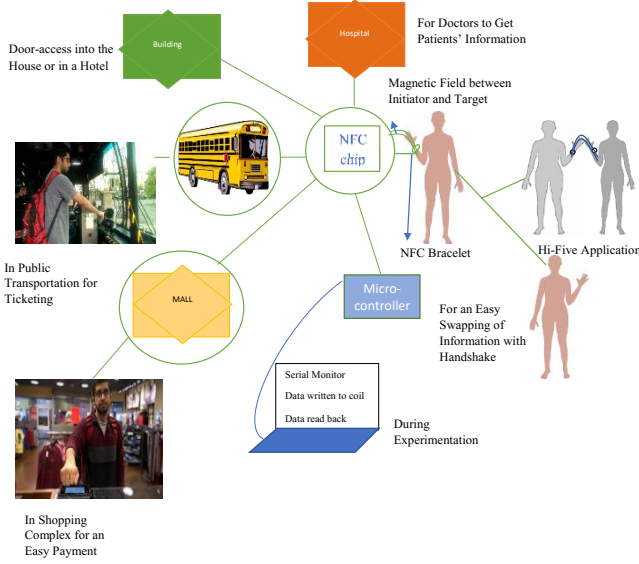 Building
Hospital
For Doctors to Get
Patients' Information
Door-access into the
House or in a Hotel
Magnetic Field between
Initiator and Target
NFC
chip
NFC Bracelet
Hi-Five Application
In Public
Transportation for
Ticketing
MALL
Micro-
controller
For an Easy
Swapping of
Information with
Handshake
Serial Monitor
Data written to coil
Data read back
During
Experimentation
In Shopping
Complex for an
Easy Payment